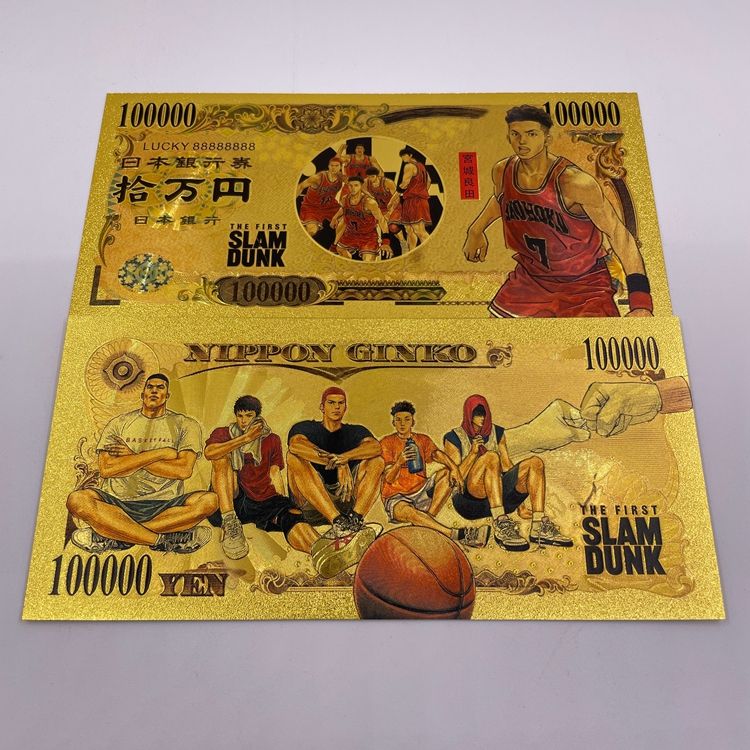 100000
100000
LUCKY 88888888
日本銀行券
拾万円
日本銀行
THE FIRST
SLAM
DUNK
100000
宮城良田
SHOHOKU
7
NIPPON GINKO
100000
BASKETBALL
THE FIRST
SLAM
DUNK
100000 YEN